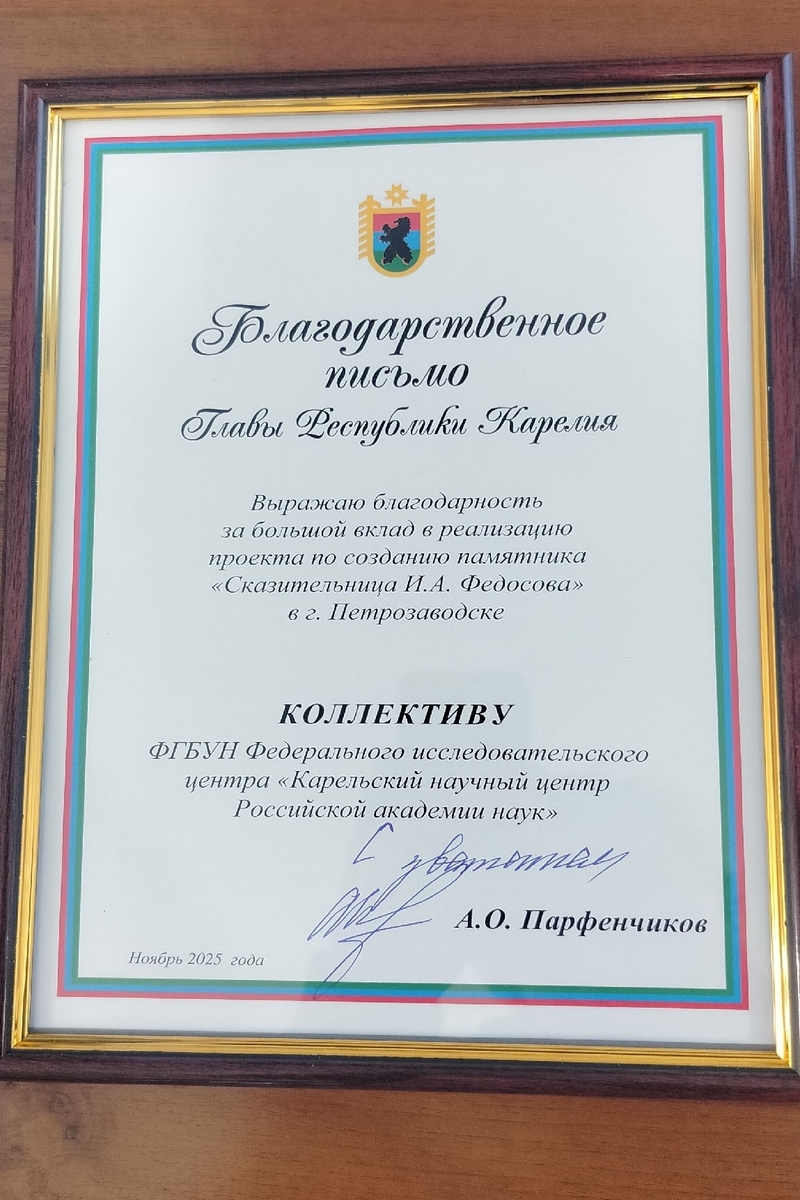 Благодарственное
письмо
Главы Республики Карелия
Выражаю благодарность
за большой вклад в реализацию
проекта по созданию памятника
«Сказительница И.А. Федосова»
в г. Петрозаводске
КОЛЛЕКТИВУ
ФГБУН Федерального исследовательского
центра «Карельский научный центр
Российской академии наук»
С уважением
А.О. Парфенчиков
Ноябрь 2025 года